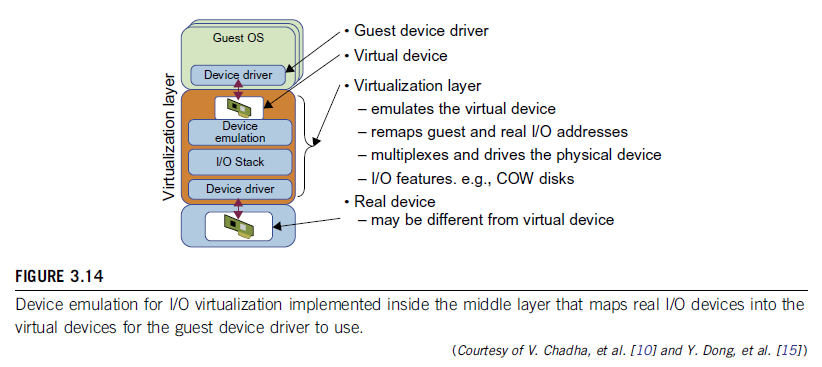 Guest OS
Device driver
Virtualization layer
Device
emulation
I/O Stack
Device driver
• Guest device driver
• Virtual device
• Virtualization layer
– emulates the virtual device
– remaps guest and real I/O addresses
– multiplexes and drives the physical device
– I/O features. e.g., COW disks
• Real device
– may be different from virtual device
FIGURE 3.14
Device emulation for I/O virtualization implemented inside the middle layer that maps real I/O devices into the
virtual devices for the guest device driver to use.
(Courtesy of V. Chadha, et al. [10] and Y. Dong, et al. [15])